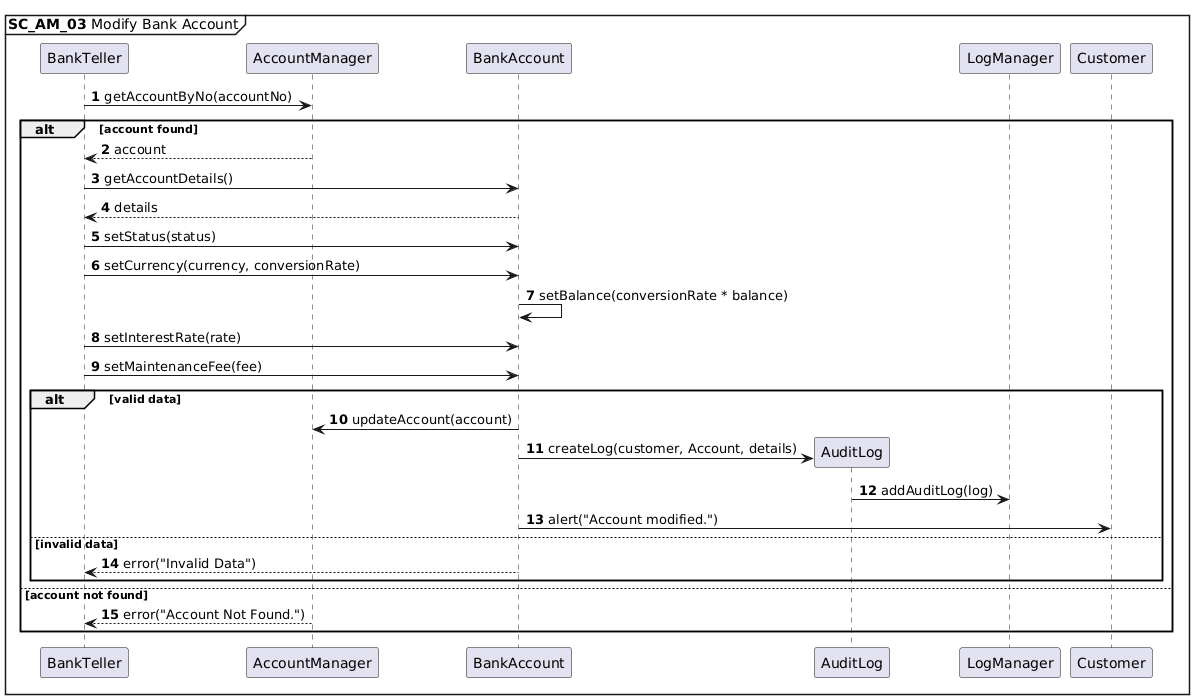 SC_AM_03 Modify Bank Account
BankTeller AccountManager BankAccount LogManager Customer
1 getAccountByNo(accountNo)
alt [account found]
2 account
3 getAccountDetails()
4 details
5 setStatus(status)
6 setCurrency(currency, conversionRate)
7 setBalance(conversionRate * balance)
8 setInterestRate(rate)
9 setMaintenanceFee(fee)
alt [valid data]
10 updateAccount(account)
11 createLog(customer, Account, details) AuditLog
12 addAuditLog(log)
13 alert("Account modified.")
[invalid data]
14 error("Invalid Data")
[account not found]
15 error("Account Not Found.")
BankTeller AccountManager BankAccount AuditLog LogManager Customer